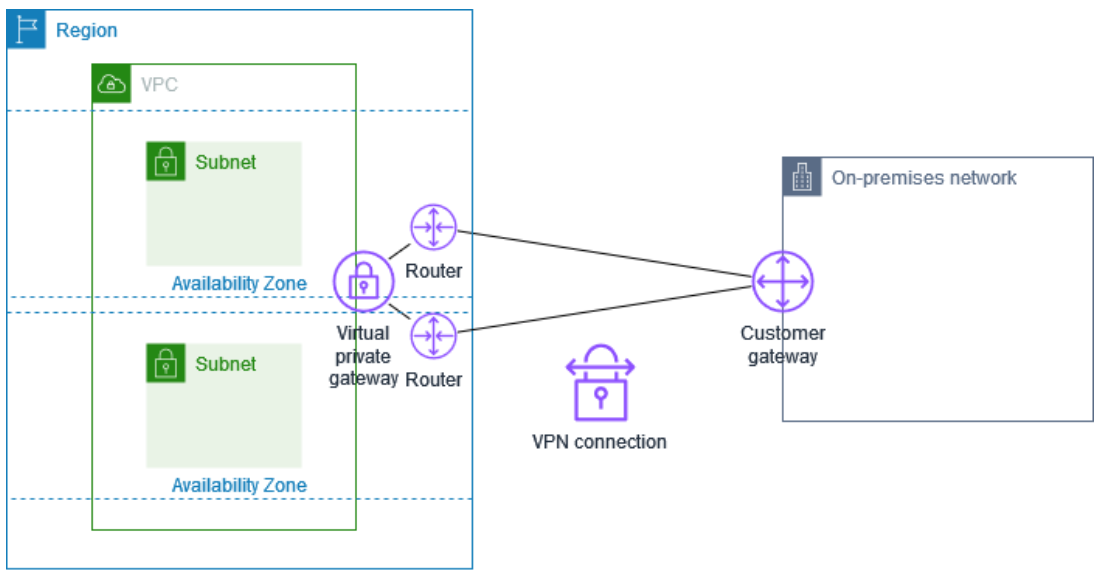 Region
VPC
Subnet
On-premises network
Router
Availability Zone
Virtual
private
gateway
Customer
gateway
Subnet
Router
VPN connection
Availability Zone